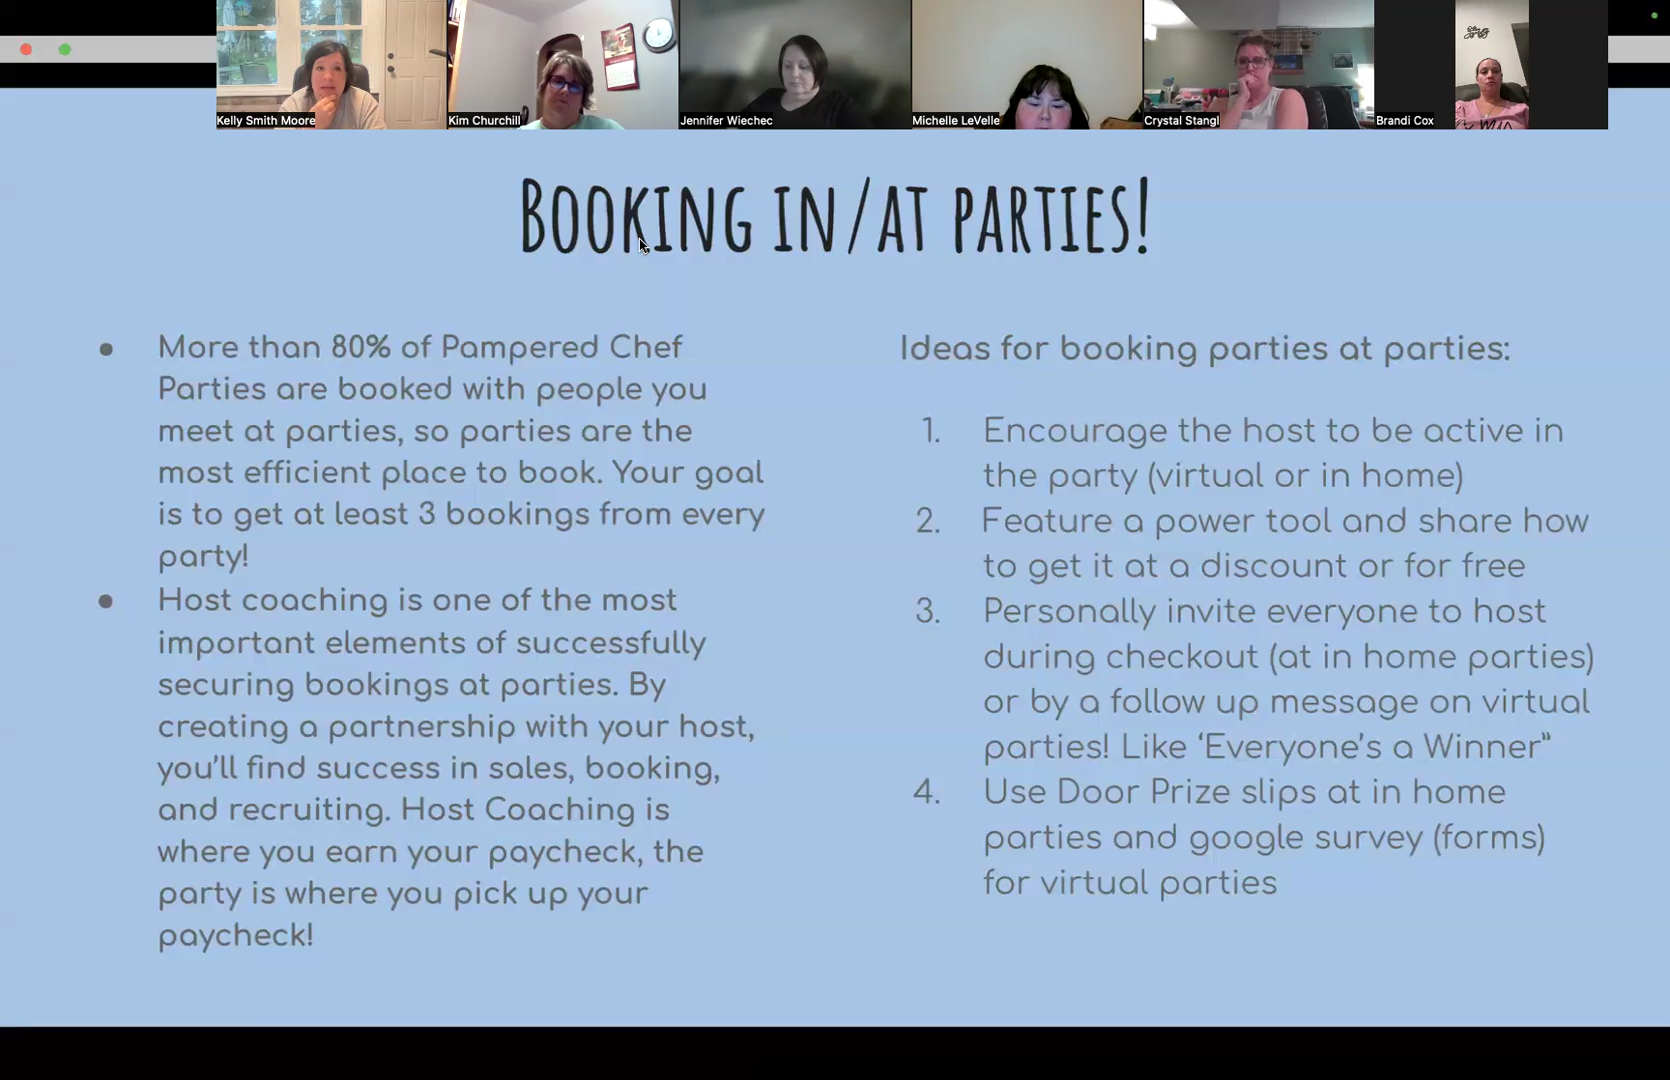 Kelly Smith Moore
Kim Churchill
Jennifer Wiechec
Michelle LeVelle
Crystal Stangl
Brandi Cox
BOOKING IN/AT PARTIES!
• More than 80% of Pampered Chef
Parties are booked with people you
meet at parties, so parties are the
most efficient place to book. Your goal
is to get at least 3 bookings from every
party!
• Host coaching is one of the most
important elements of successfully
securing bookings at parties. By
creating a partnership with your host,
you'll find success in sales, booking,
and recruiting. Host Coaching is
where you earn your paycheck, the
party is where you pick up your
paycheck!
Ideas for booking parties at parties:
1. Encourage the host to be active in
the party (virtual or in home)
2. Feature a power tool and share how
to get it at a discount or for free
3. Personally invite everyone to host
during checkout (at in home parties)
or by a follow up message on virtual
parties! Like ‘Everyone’s a Winner”
4. Use Door Prize slips at in home
parties and google survey (forms)
for virtual parties